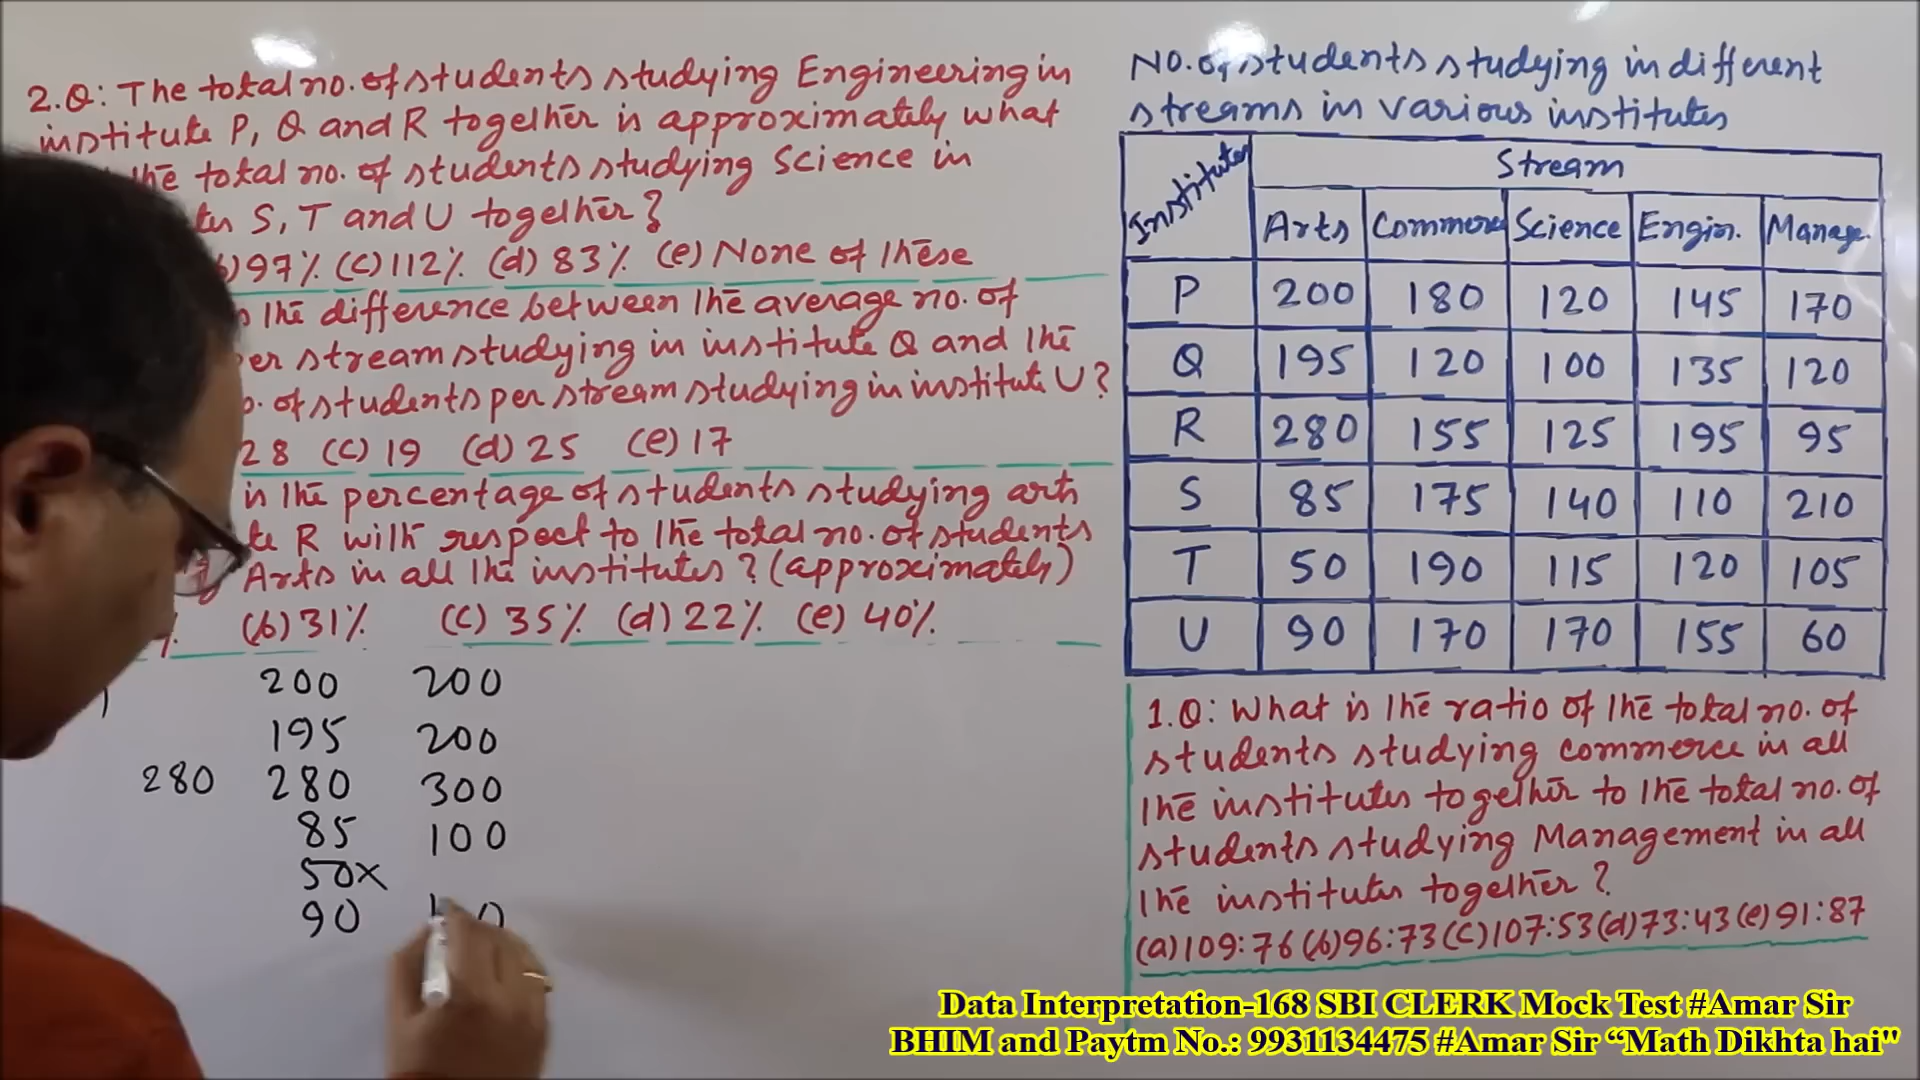 2.Q: The total no. of students studying Engineering in
institute P, Q and R together is approximately what
the total no. of students studying Science in
S, T and U together?
97% (c) 112% (d) 83% (e) None of these
the difference between the average no. of
per stream studying in institute Q and the
of students per stream studying in institute U?
28 (c) 19 (d) 25 (e) 17
is the percentage of students studying arts
R with respect to the total no. of students
Arts in all the institutes? (approximately)
% (b) 31% (c) 35% (d) 22% (e) 40%
200 200
195 200
280 280 300
85 100
50x
90
No. of students studying in different
streams in various institutes
Institutes Stream
Arts Commerce Science Engin. Manage.
P 200 180 120 145 170
Q 195 120 100 135 120
R 280 155 125 195 95
S 85 175 140 110 210
T 50 190 115 120 105
U 90 170 170 155 60
1.Q: What is the ratio of the total no. of
students studying commerce in all
the institutes together to the total no. of
students studying Management in all
the institutes together?
(a) 109:76 (b) 96:73 (c) 107:53 (d) 73:43 (e) 91:87
Data Interpretation-168 SBI CLERK Mock Test #Amar Sir
BHIM and Paytm No.: 9931134475 #Amar Sir “Math Dikhta hai"